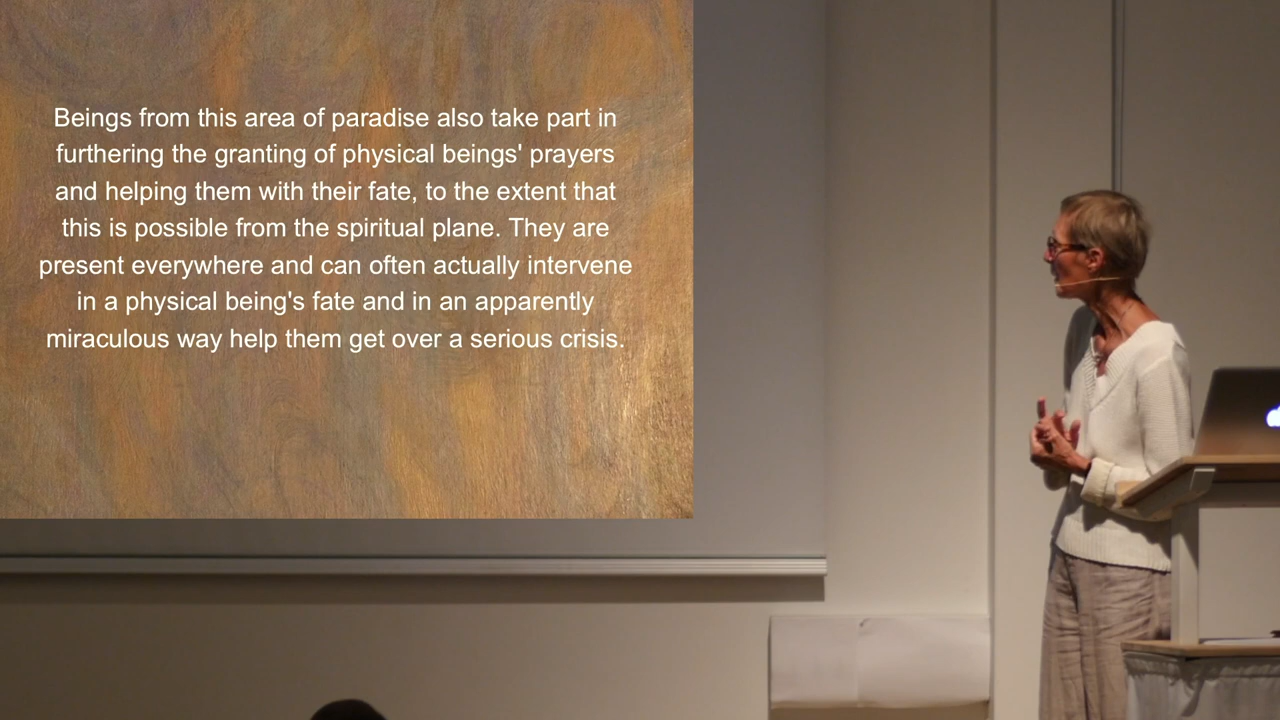 Beings from this area of paradise also take part in
furthering the granting of physical beings' prayers
and helping them with their fate, to the extent that
this is possible from the spiritual plane. They are
present everywhere and can often actually intervene
in a physical being's fate and in an apparently
miraculous way help them get over a serious crisis.